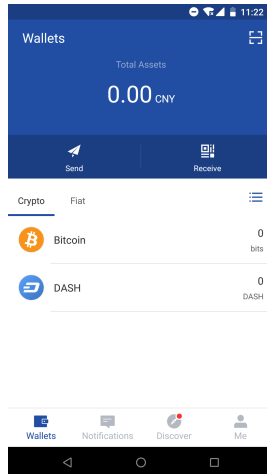 11:22
Wallets
Total Assets
0.00 CNY
Send Receive
Crypto Fiat
Bitcoin 0
bits
DASH 0
DASH
Wallets Notifications Discover Me